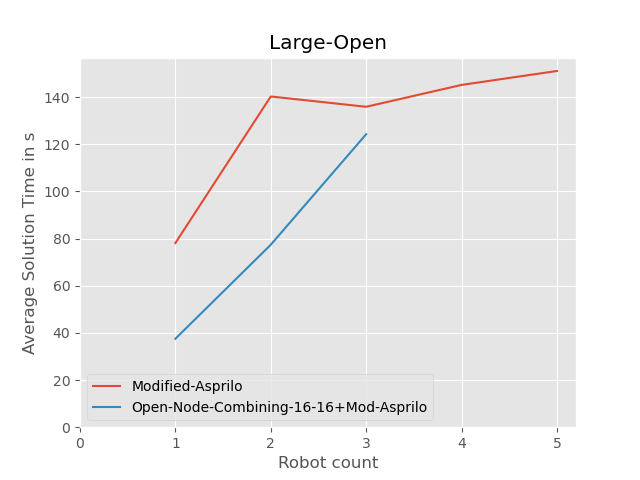 Large-Open
Average Solution Time in s
140
120
100
80
60
40
20
0
Modified-Asprilo
Open-Node-Combining-16-16+Mod-Asprilo
0 1 2 3 4 5
Robot count